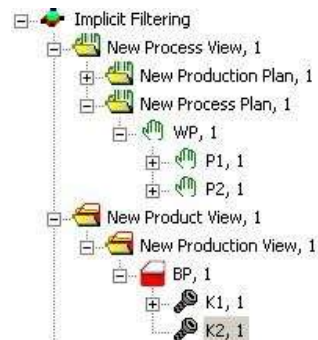 Implicit Filtering
New Process View, 1
New Production Plan, 1
New Process Plan, 1
WP, 1
P1, 1
P2, 1
New Product View, 1
New Production View, 1
BP, 1
K1, 1
K2, 1